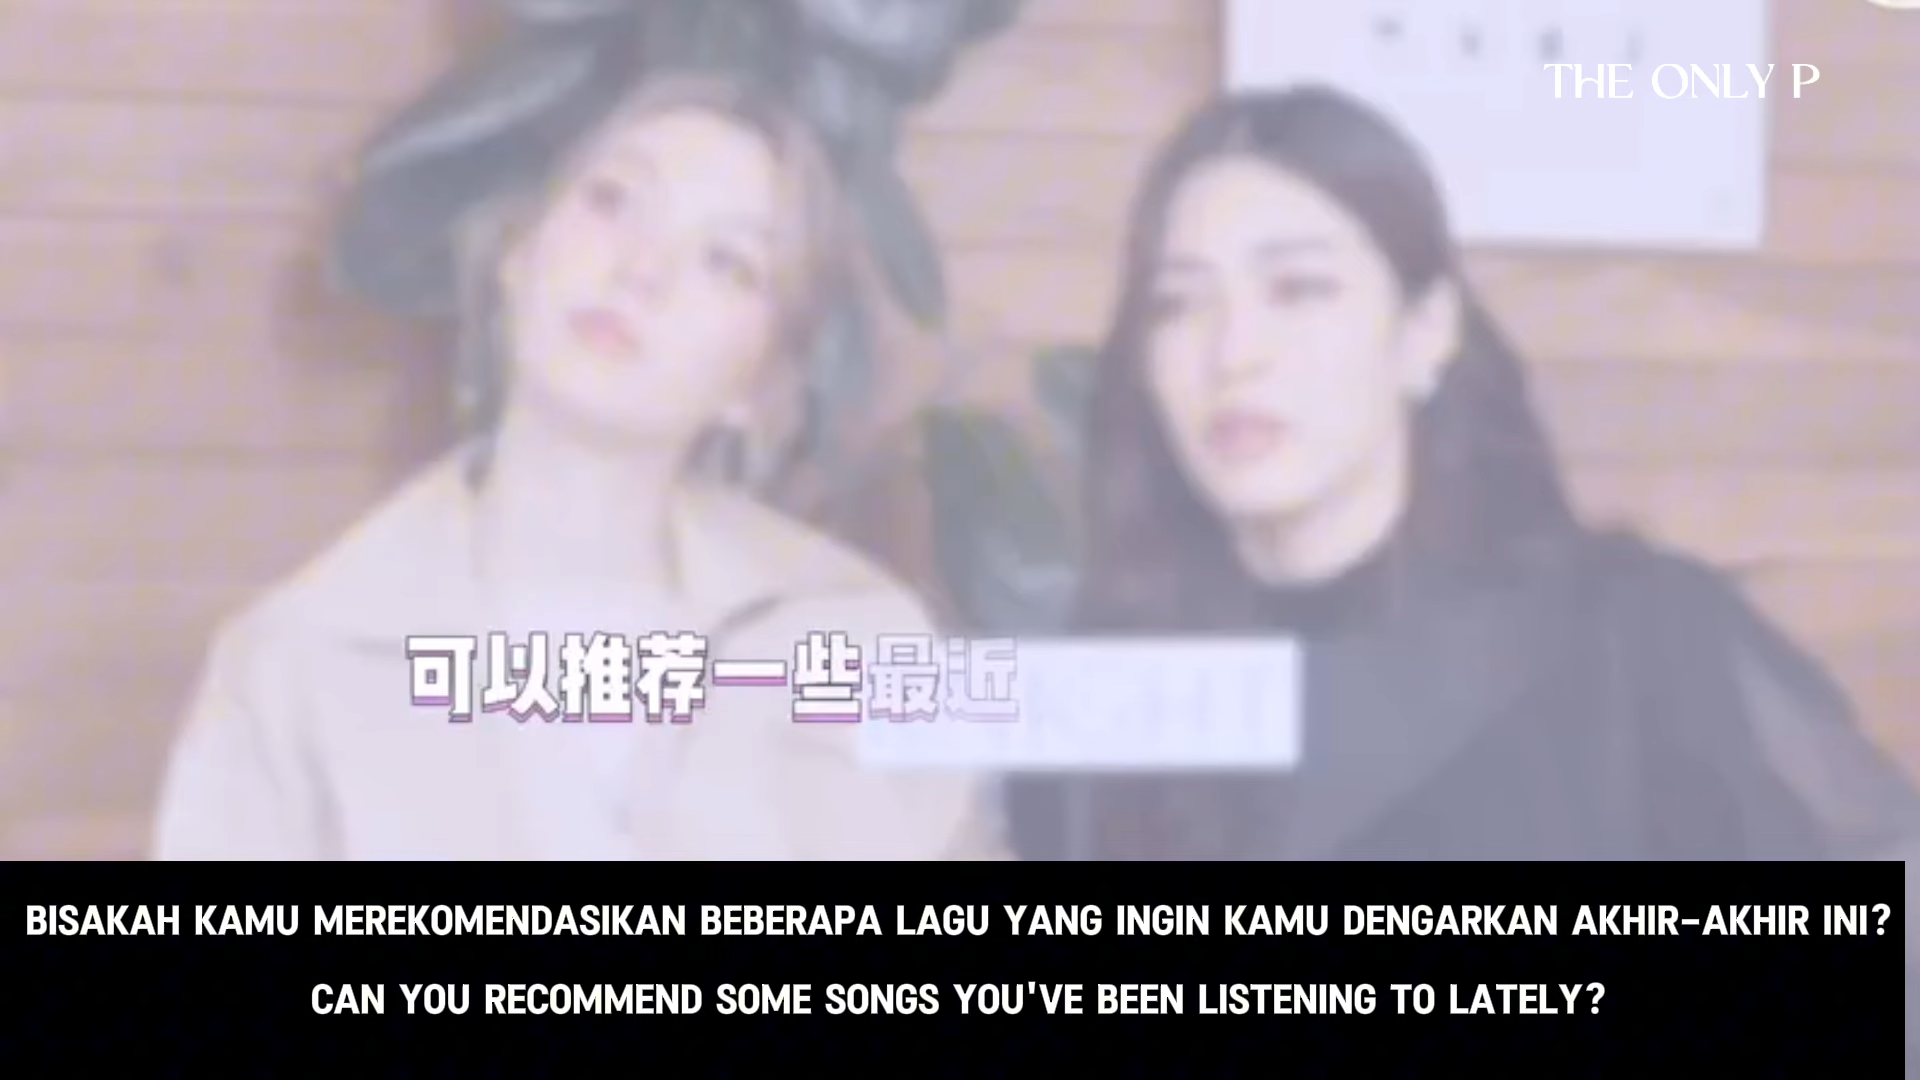 THE ONLY P
可以推荐一些最近
BISAKAH KAMU MEREKOMENDASIKAN BEBERAPA LAGU YANG INGIN KAMU DENGARKAN AKHIR-AKHIR INI?
CAN YOU RECOMMEND SOME SONGS YOU'VE BEEN LISTENING TO LATELY?